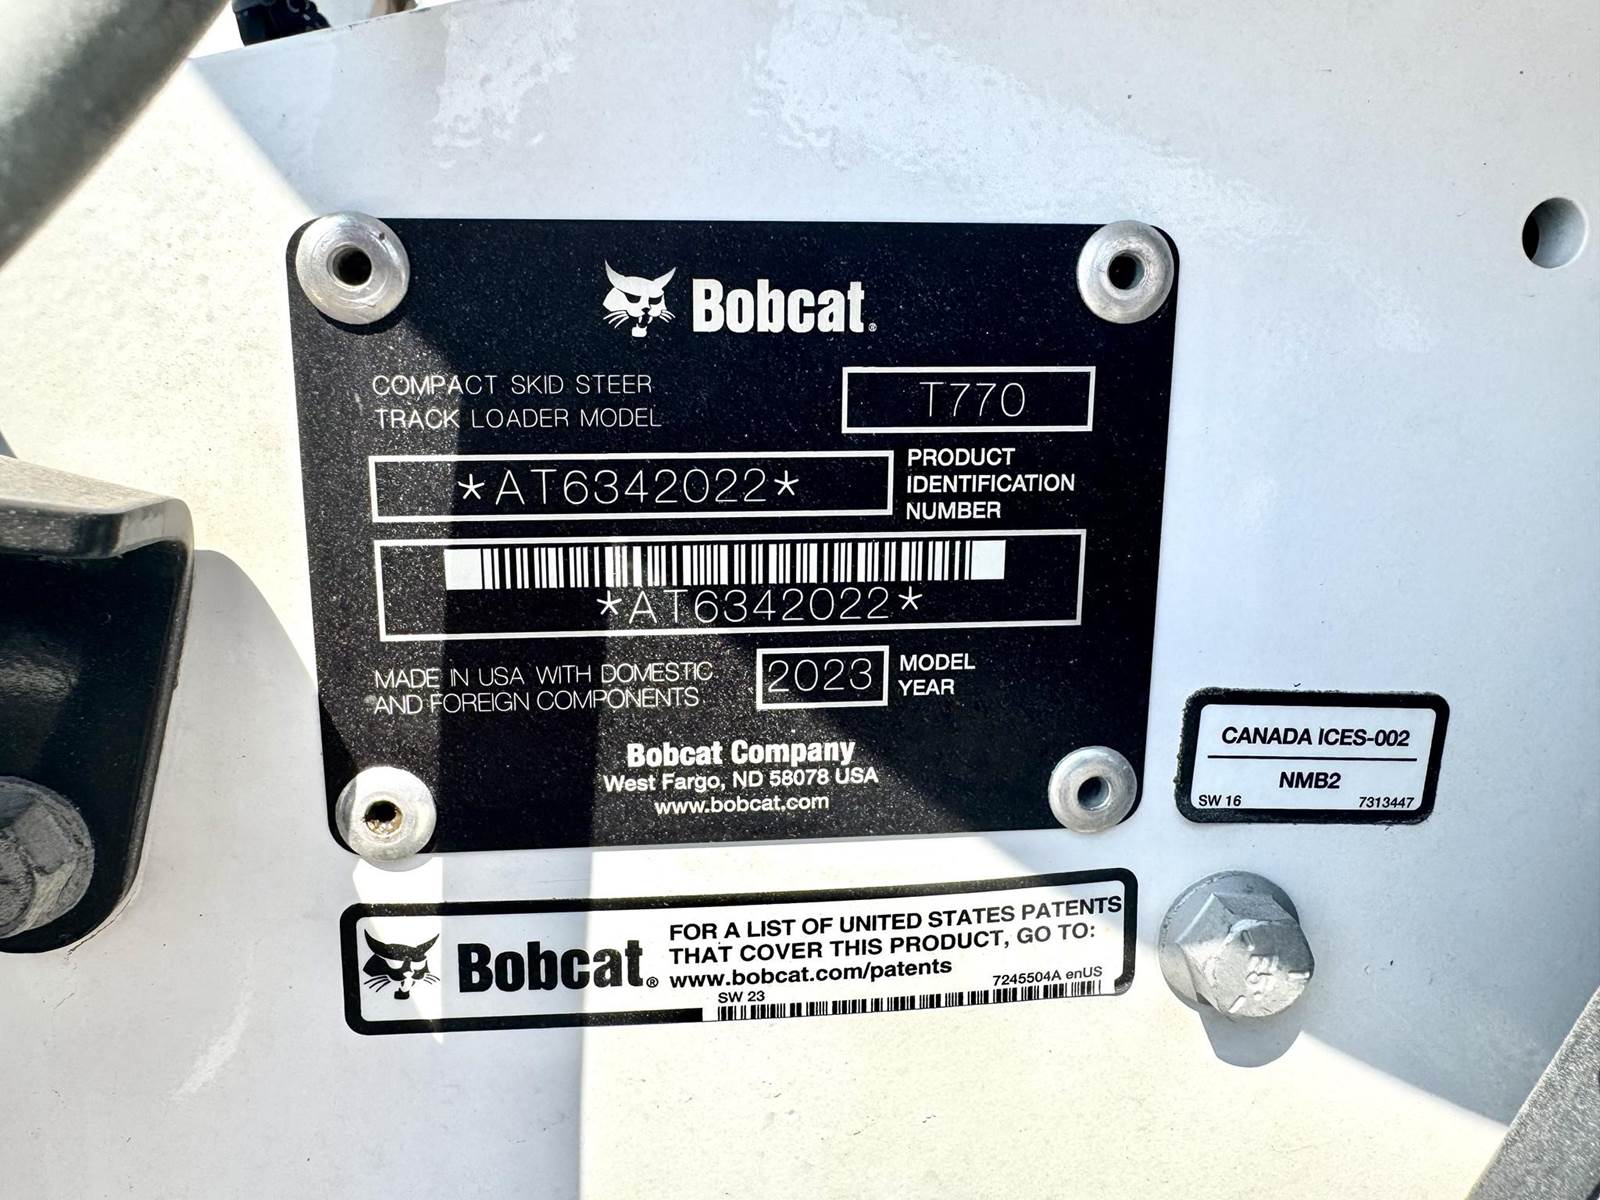 Bobcat®
COMPACT SKID STEER
TRACK LOADER MODEL
T770
*AT6342022*
PRODUCT
IDENTIFICATION
NUMBER
*AT6342022*
MADE IN USA WITH DOMESTIC
AND FOREIGN COMPONENTS
2023
MODEL
YEAR
Bobcat Company
West Fargo, ND 58078 USA
www.bobcat.com
CANADA ICES-002
NMB2
SW 16 7313447
Bobcat®
FOR A LIST OF UNITED STATES PATENTS
THAT COVER THIS PRODUCT, GO TO:
www.bobcat.com/patents
7245504A enUS
SW 23